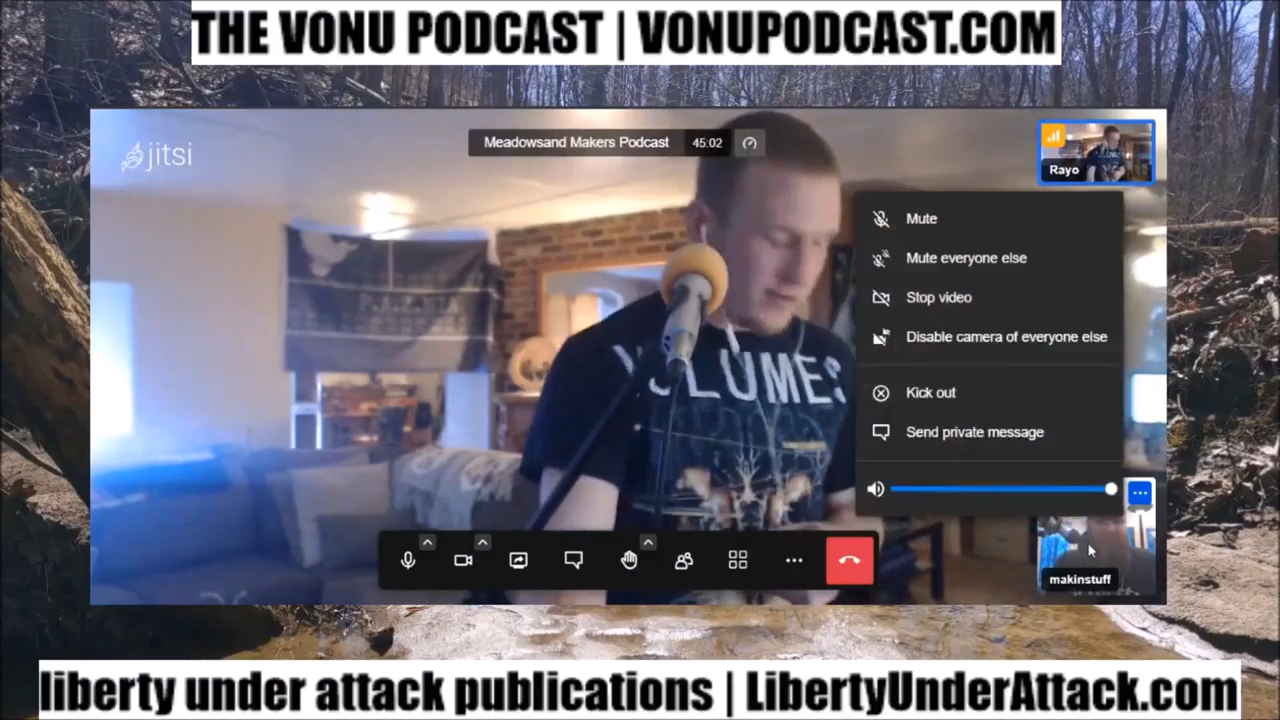 THE VONU PODCAST | VONUPODCAST.COM
jitsi
Meadowsand Makers Podcast 45:02
Rayo
Mute
Mute everyone else
Stop video
Disable camera of everyone else
Kick out
Send private message
VOLUMES
makinstuff
liberty under attack publications | LibertyUnderAttack.com